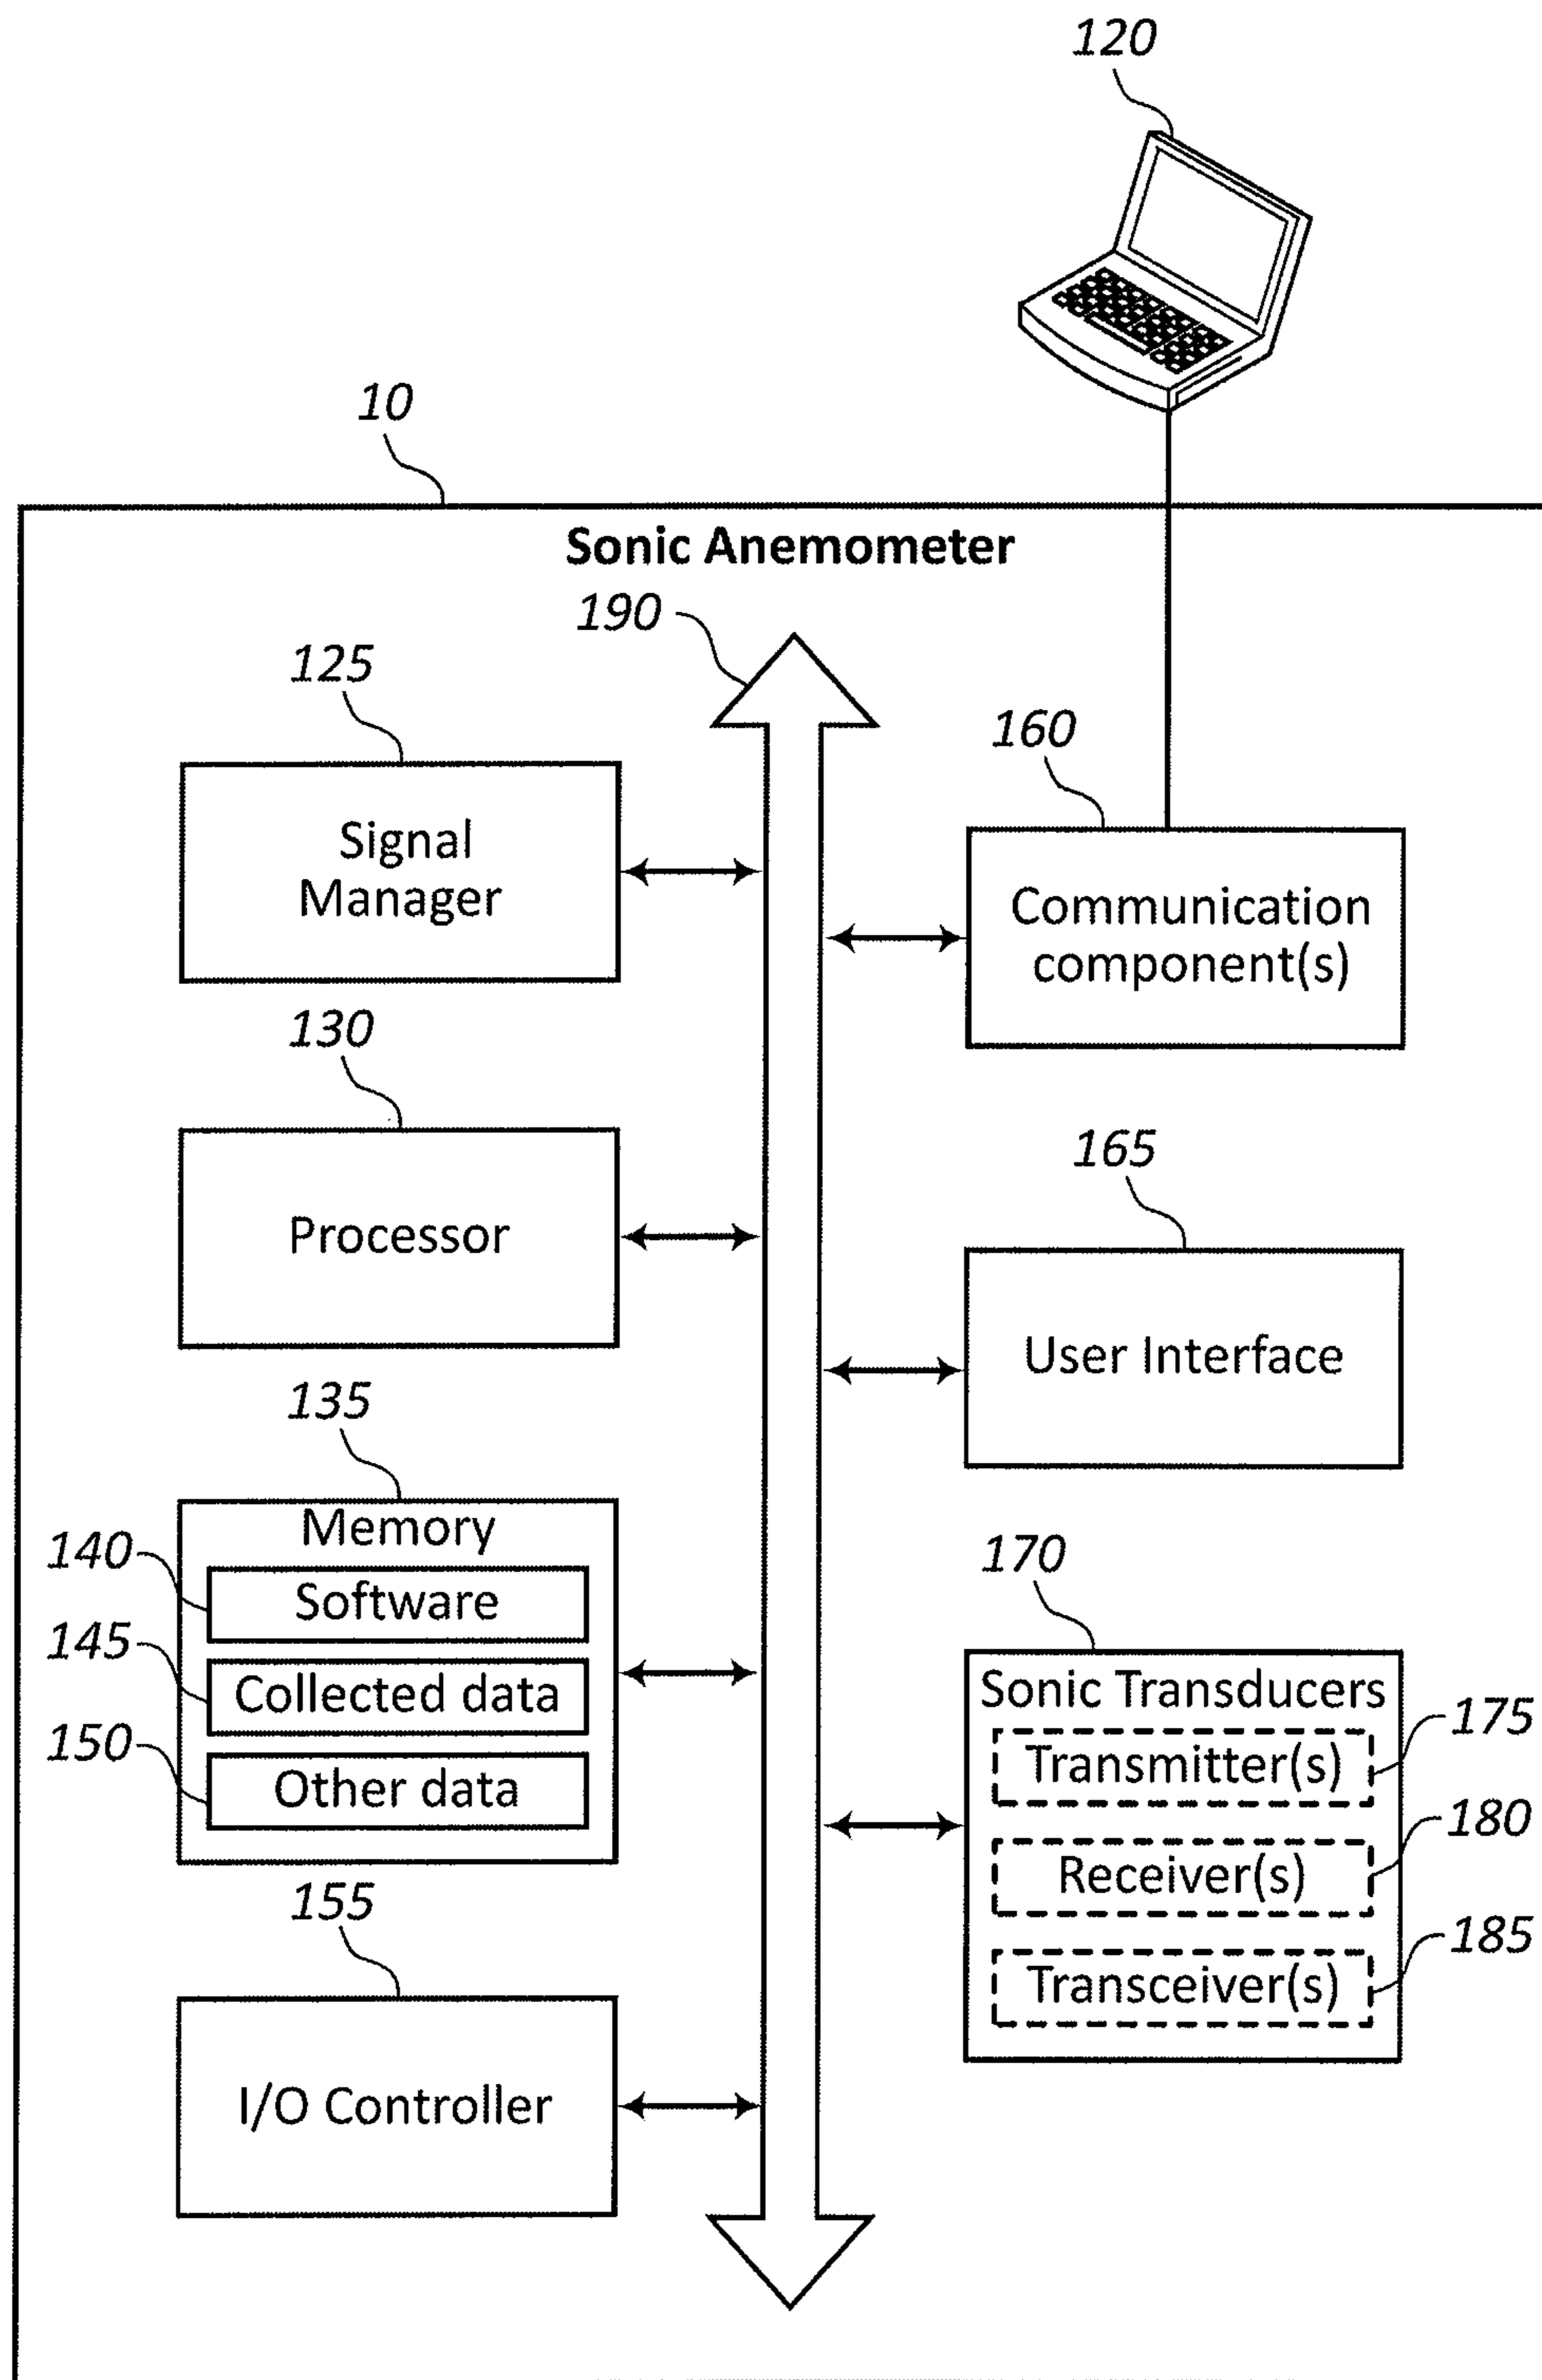 120
10
Sonic Anemometer
190
125
Signal
Manager
160
Communication
component(s)
130
Processor
165
User Interface
135
Memory
140
Software
145
Collected data
150
Other data
170
Sonic Transducers
Transmitter(s)
175
Receiver(s)
180
Transceiver(s)
185
155
I/O Controller